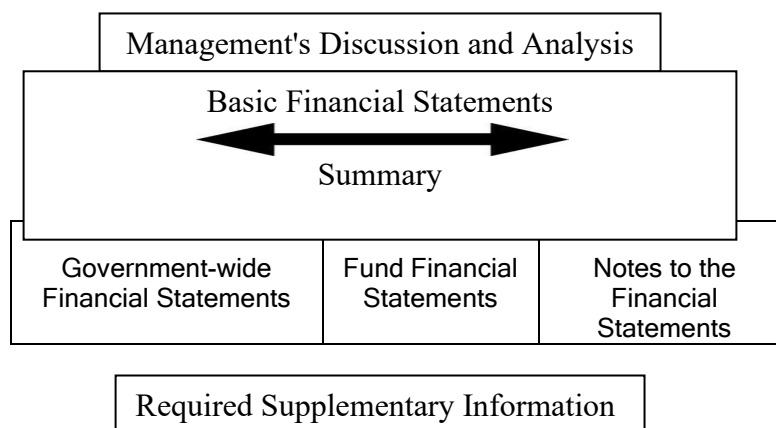 Management's Discussion and Analysis
Basic Financial Statements
Summary
Government-wide
Financial Statements
Fund Financial
Statements
Notes to the
Financial
Statements
Required Supplementary Information